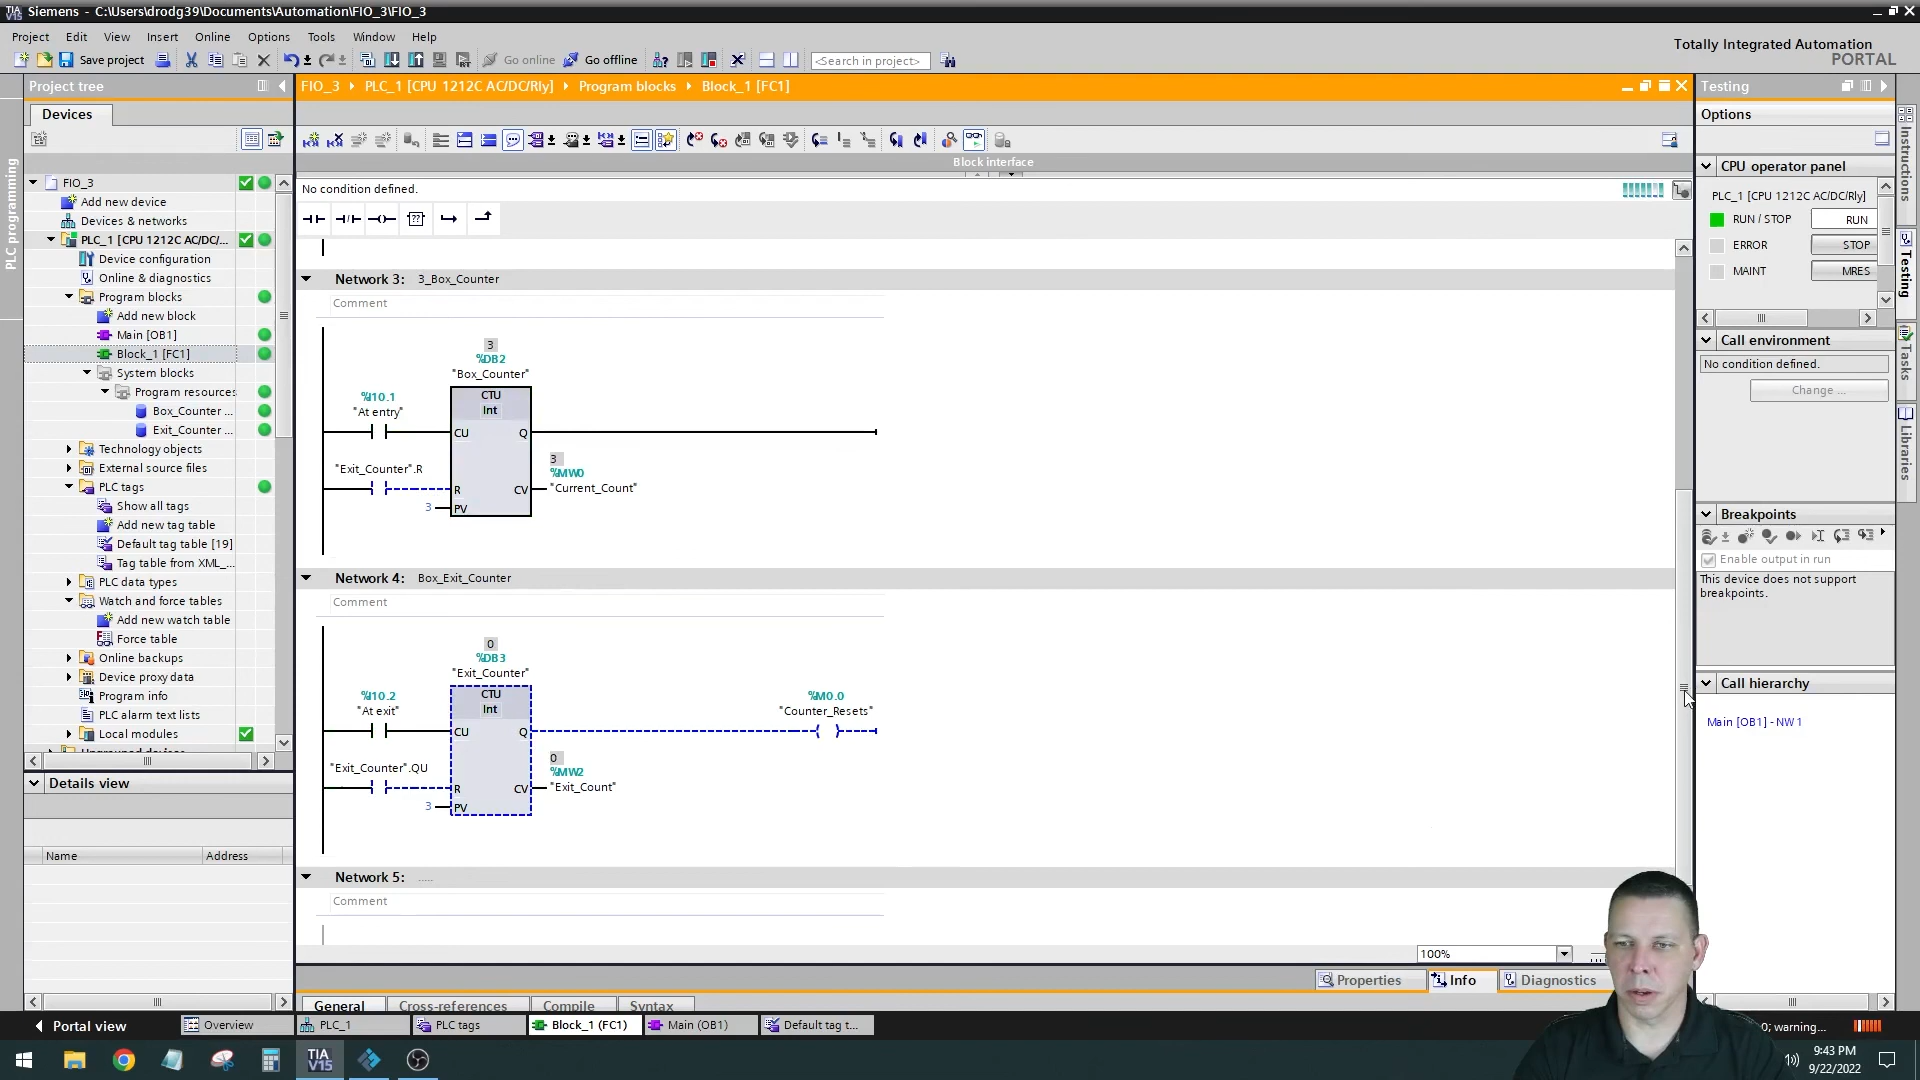 Siemens - C:\Users\drodg39\Documents\Automation\FIO_3\FIO_3
Project Edit View Insert Online Options Tools Window Help
Totally Integrated Automation
PORTAL
Save project
Go online
Go offline
<Search in project>
Project tree
FIO_3 PLC_1 [CPU 1212C AC/DC/Rly] Program blocks Block_1 [FC1]
Testing
Devices
Options
PLC programming
Block interface
No condition defined.
FIO_3
Add new device
Devices & networks
PLC_1 [CPU 1212C AC/DC/...
Device configuration
Online & diagnostics
Program blocks
Add new block
Main [OB1]
Block_1 [FC1]
System blocks
Program resources
Box_Counter ...
Exit_Counter ...
Technology objects
External source files
PLC tags
Show all tags
Add new tag table
Default tag table [19]
Tag table from XML_...
PLC data types
Watch and force tables
Add new watch table
Force table
Online backups
Device proxy data
Program info
PLC alarm text lists
Local modules
Details view
Name Address
Network 3: 3_Box_Counter
Comment
3
%DB2
"Box_Counter"
CTU
Int
%I10.1
"At entry"
CU Q
"Exit_Counter".R
3
%MW0
R CV "Current_Count"
3 PV
Network 4: Box_Exit_Counter
Comment
0
%DB3
"Exit_Counter"
CTU
Int
%I10.2
"At exit"
%M0.0
"Counter_Resets"
CU Q
"Exit_Counter".QU
0
%MW2
R CV "Exit_Count"
3 PV
Network 5: .....
Comment
100%
Properties Info Diagnostics
General Cross-references Compile Syntax
CPU operator panel
PLC_1 [CPU 1212C AC/DC/Rly]
RUN / STOP RUN
ERROR STOP
MAINT MRES
Call environment
No condition defined.
Change ...
Breakpoints
Enable output in run
This device does not support
breakpoints.
Call hierarchy
Main [OB1] - NW 1
Instructions
Testing
Tasks
Libraries
Portal view Overview PLC_1 PLC tags Block_1 (FC1) Main (OB1) Default tag t...
0; warning...
TIA
V15
9:43 PM
9/22/2022